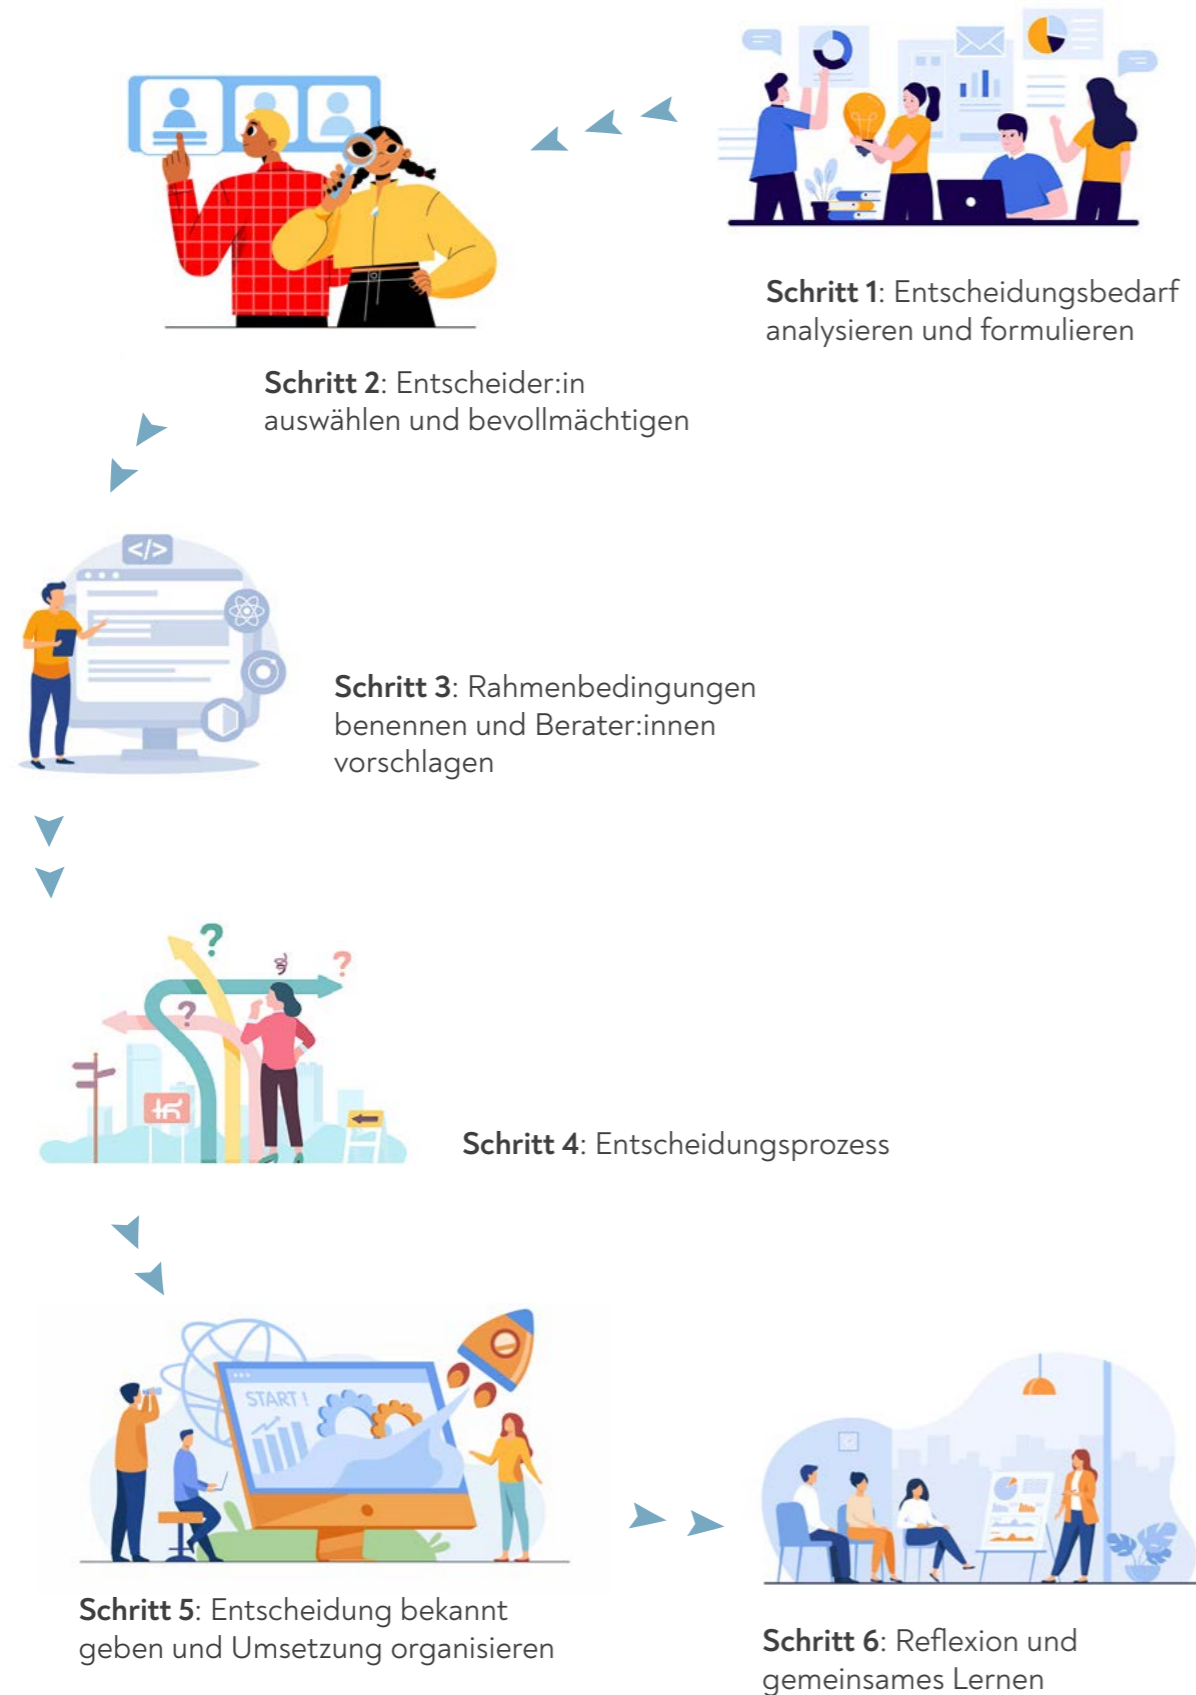 Schritt 1: Entscheidungsbedarf
analysieren und formulieren
Schritt 2: Entscheider:in
auswählen und bevollmächtigen
</>
Schritt 3: Rahmenbedingungen
benennen und Berater:innen
vorschlagen
?
?
?
Schritt 4: Entscheidungsprozess
START !
Schritt 5: Entscheidung bekannt
geben und Umsetzung organisieren
Schritt 6: Reflexion und
gemeinsames Lernen